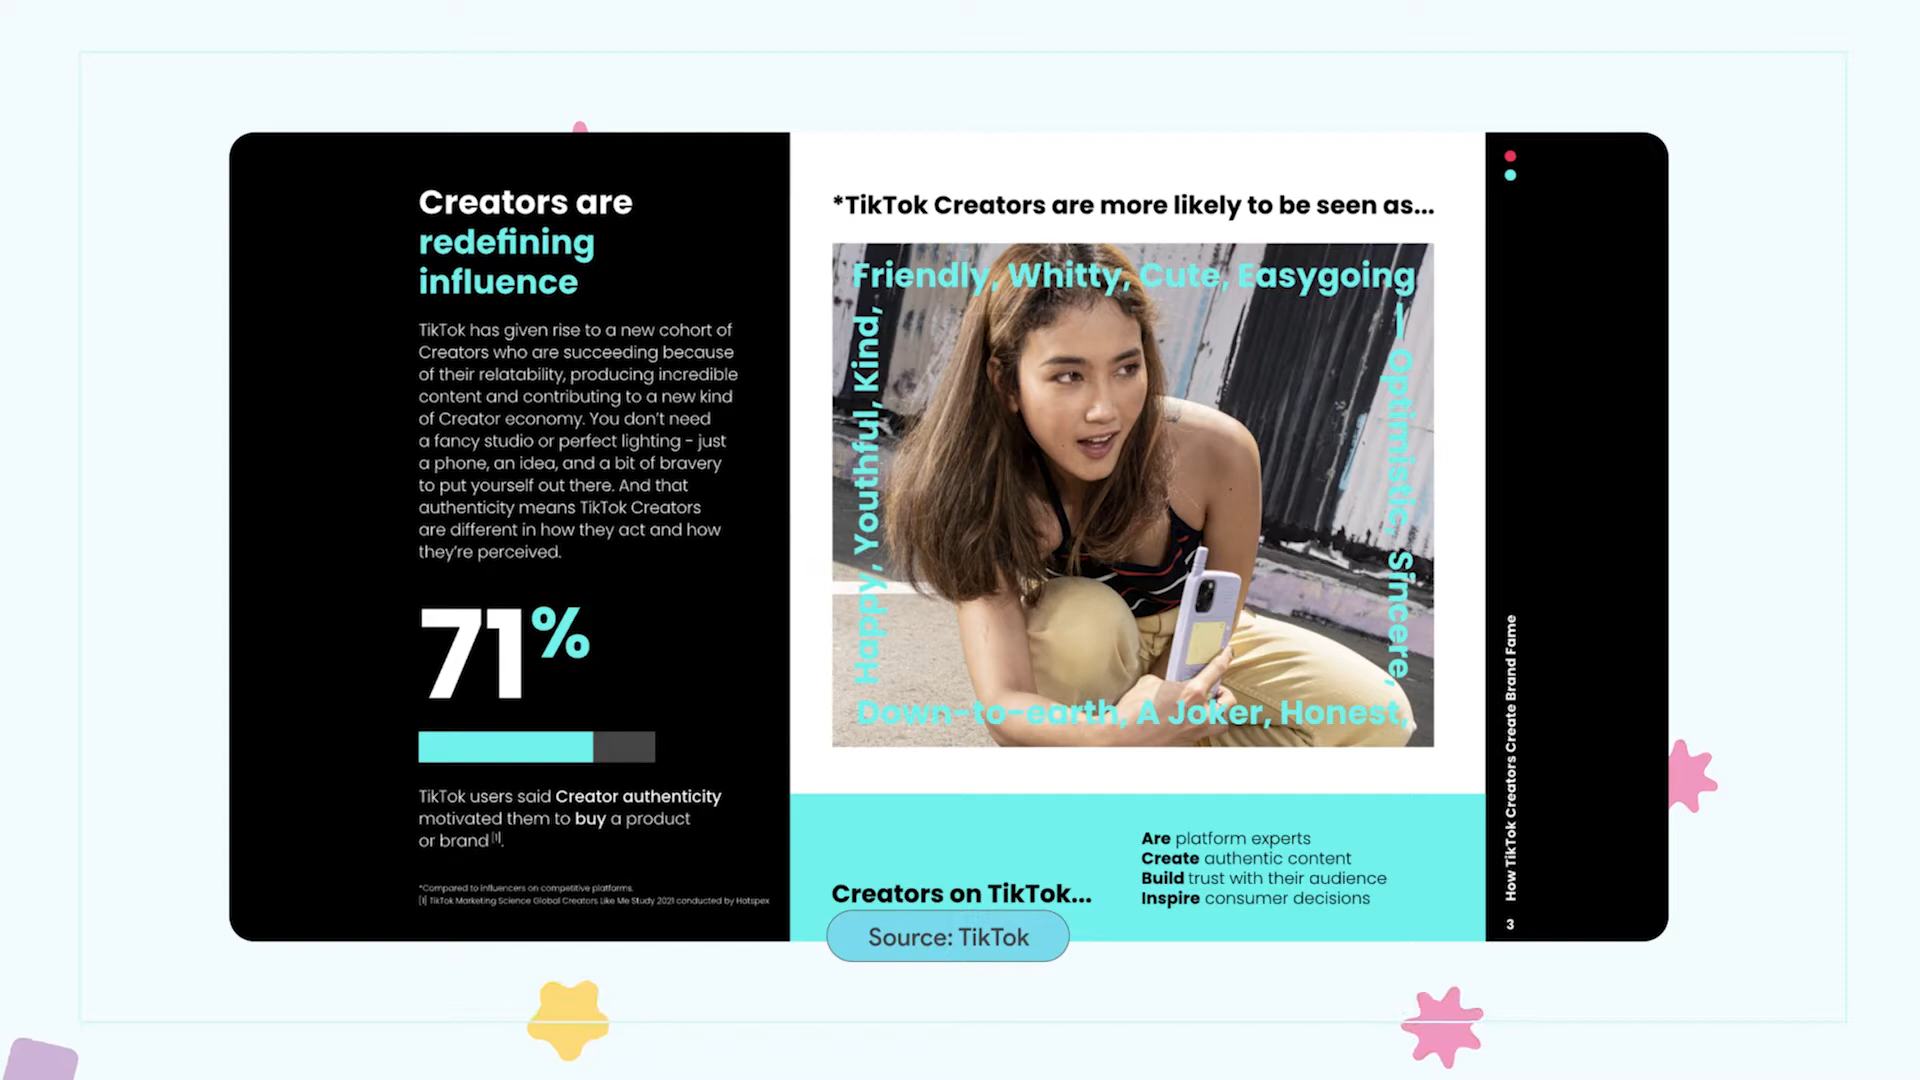 Creators are
redefining
influence
TikTok has given rise to a new cohort of
Creators who are succeeding because
of their relatability, producing incredible
content and contributing to a new kind
of Creator economy. You don't need
a fancy studio or perfect lighting - just
a phone, an idea, and a bit of bravery
to put yourself out there. And that
authenticity means TikTok Creators
are different in how they act and how
they're perceived.
71%
TikTok users said Creator authenticity
motivated them to buy a product
or brand [1].
*Compared to influencers on competitive platforms.
[1] TikTok Marketing Science Global Creators Like Me Study 2021 conducted by Hotspex
*TikTok Creators are more likely to be seen as...
Friendly, Whitty, Cute, Easygoing
– Optimistic, Sincere,
Down-to-earth, A Joker, Honest,
Happy, Youthful, Kind,
Creators on TikTok...
Are platform experts
Create authentic content
Build trust with their audience
Inspire consumer decisions
Source: TikTok
How TikTok Creators Create Brand Fame
3